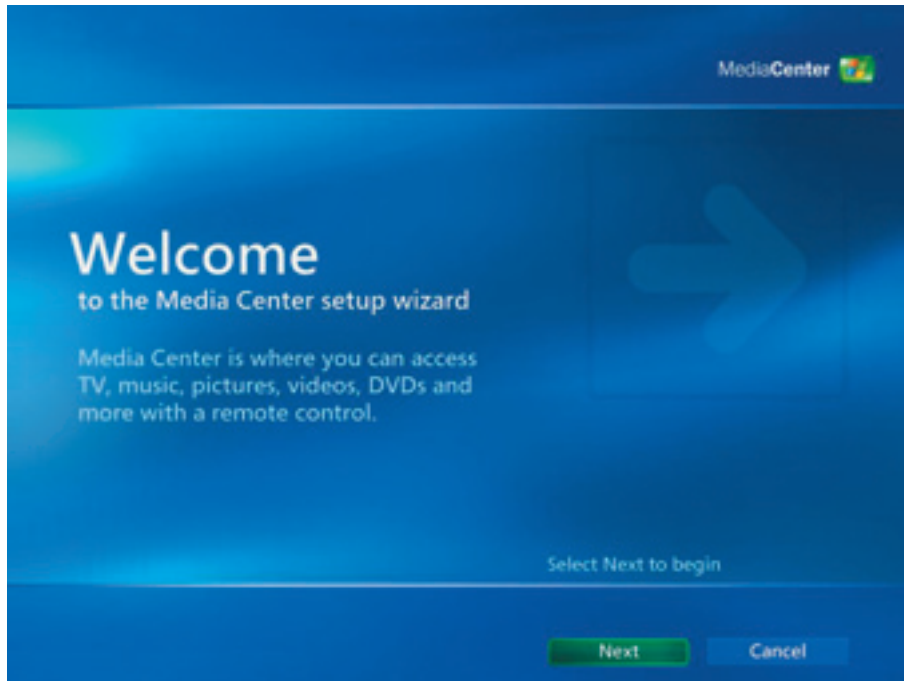 MediaCenter
Welcome
to the Media Center setup wizard
Media Center is where you can access
TV, music, pictures, videos, DVDs and
more with a remote control.
Select Next to begin
Next Cancel